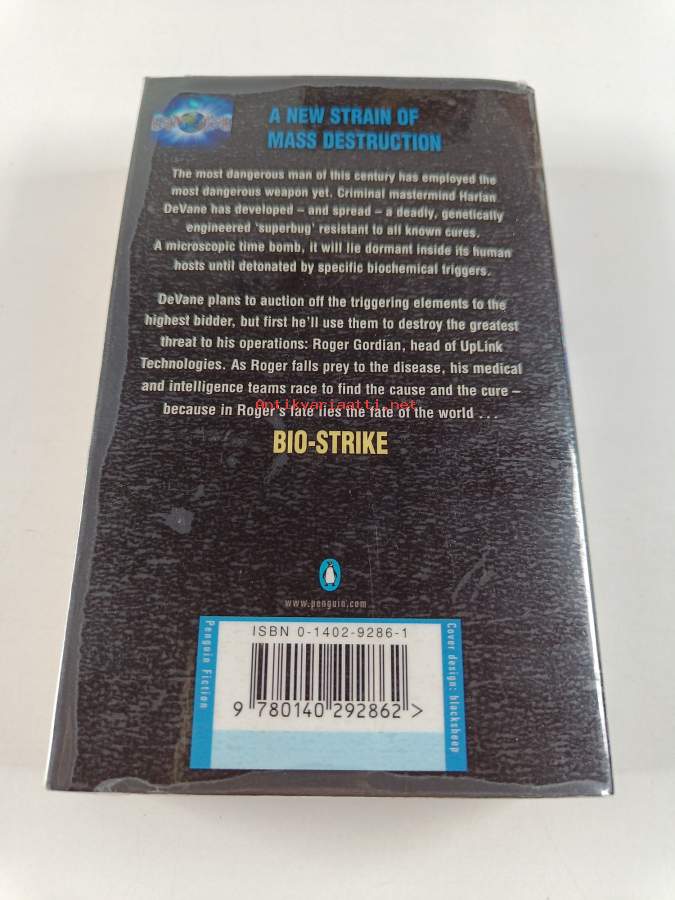 A NEW STRAIN OF
MASS DESTRUCTION
The most dangerous man of this century has employed the
most dangerous weapon yet. Criminal mastermind Harlan
DeVane has developed – and spread – a deadly, genetically
engineered ‘superbug’ resistant to all known cures.
A microscopic time bomb, it will lie dormant inside its human
hosts until detonated by specific biochemical triggers.
DeVane plans to auction off the triggering elements to the
highest bidder, but first he’ll use them to destroy the greatest
threat to his operations: Roger Gordian, head of UpLink
Technologies. As Roger falls prey to the disease, his medical
and intelligence teams race to find the cause and the cure –
Antikvariaatti.net
because in Roger’s fate lies the fate of the world . . .
BIO-STRIKE
www.penguin.com
Penguin Fiction
ISBN 0-1402-9286-1
9 780140 292862 >
Cover design: blacksheep